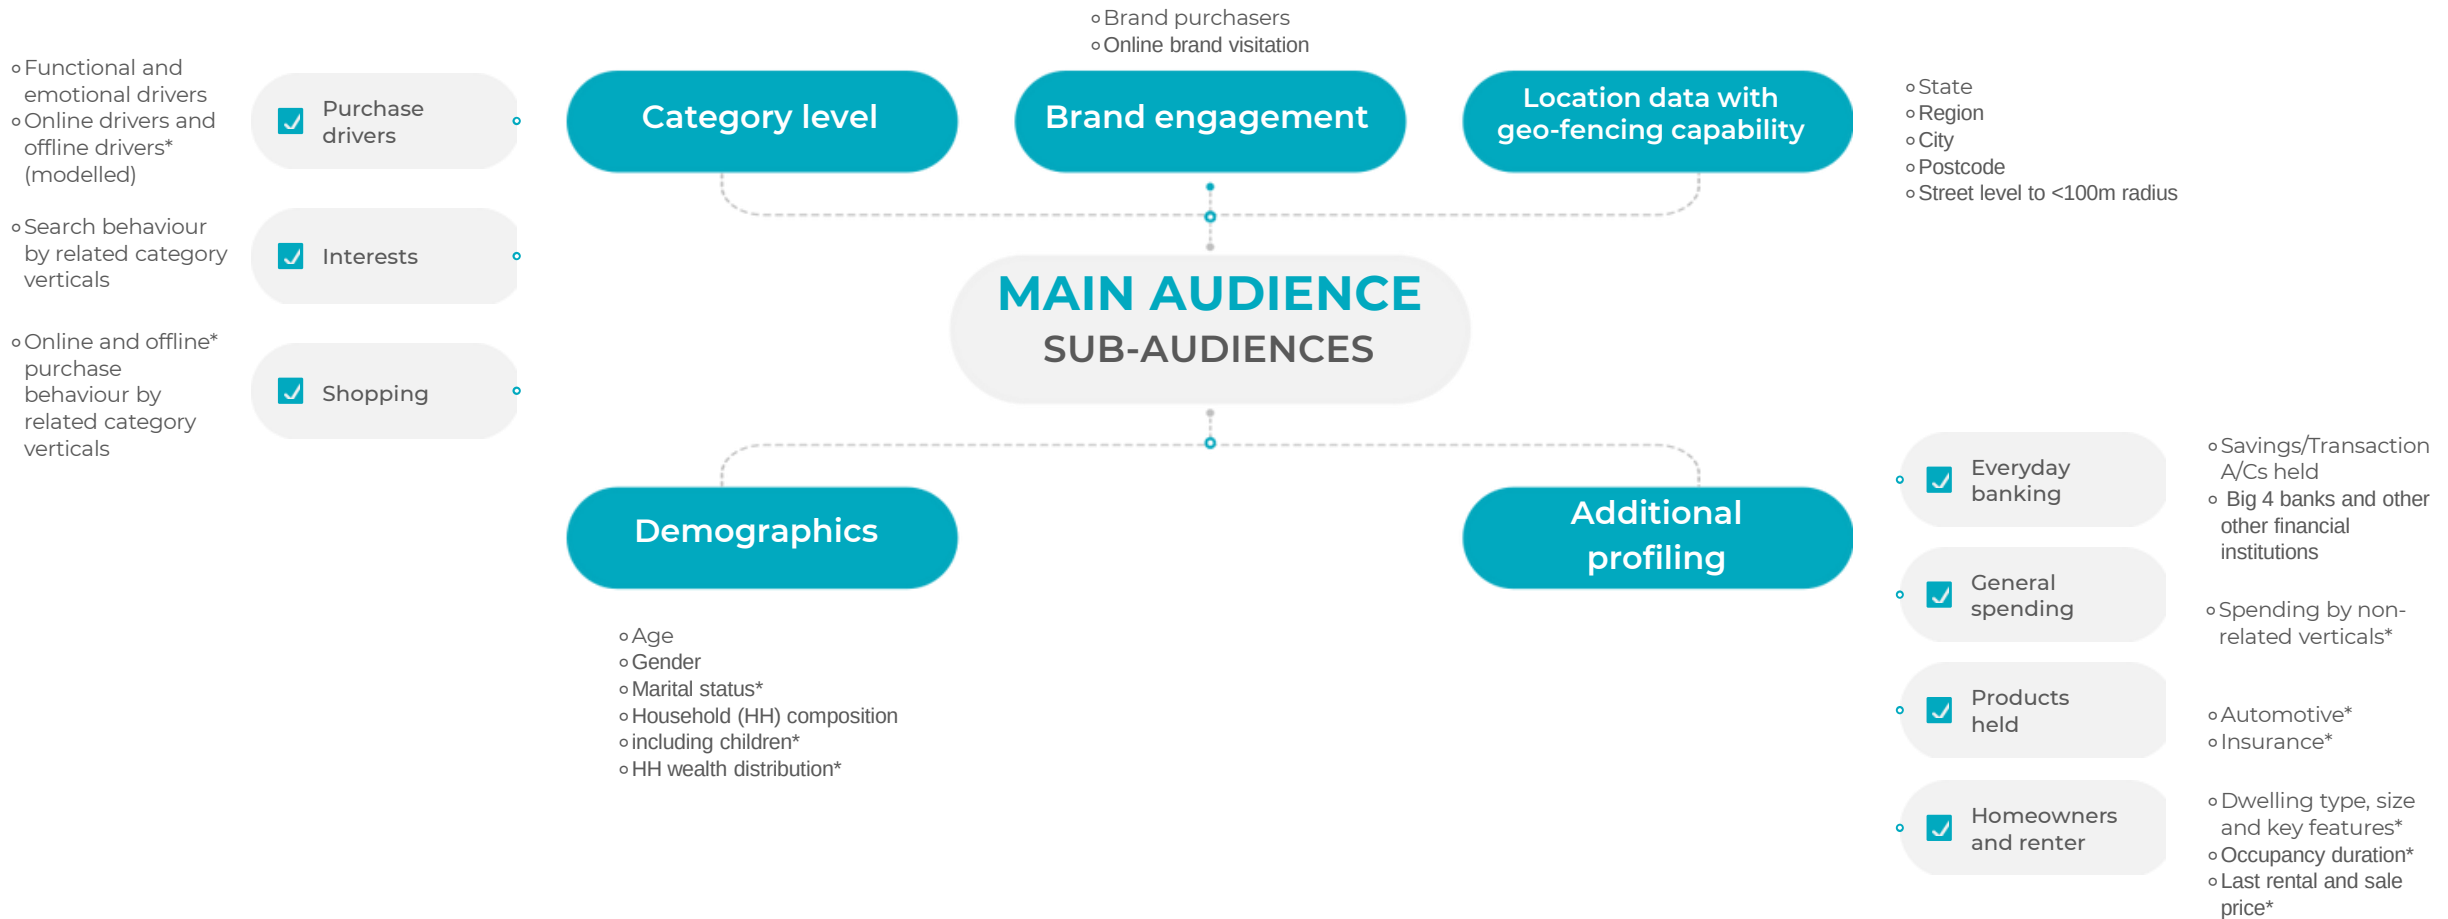 Brand purchasers
Online brand visitation
Functional and
emotional drivers
Online drivers and
offline drivers*
(modelled)
Purchase
drivers
Category level
Brand engagement
Location data with
geo-fencing capability
State
Region
City
Postcode
Street level to <100m radius
Search behaviour
by related category
verticals
Interests
Online and offline*
purchase
behaviour by
related category
verticals
Shopping
MAIN AUDIENCE
SUB-AUDIENCES
Demographics
Age
Gender
Marital status*
Household (HH) composition
including children*
HH wealth distribution*
Additional
profiling
Everyday
banking
Savings/Transaction
A/Cs held
Big 4 banks and other
other financial
institutions
General
spending
Spending by non-
related verticals*
Products
held
Automotive*
Insurance*
Homeowners
and renter
Dwelling type, size
and key features*
Occupancy duration*
Last rental and sale
price*